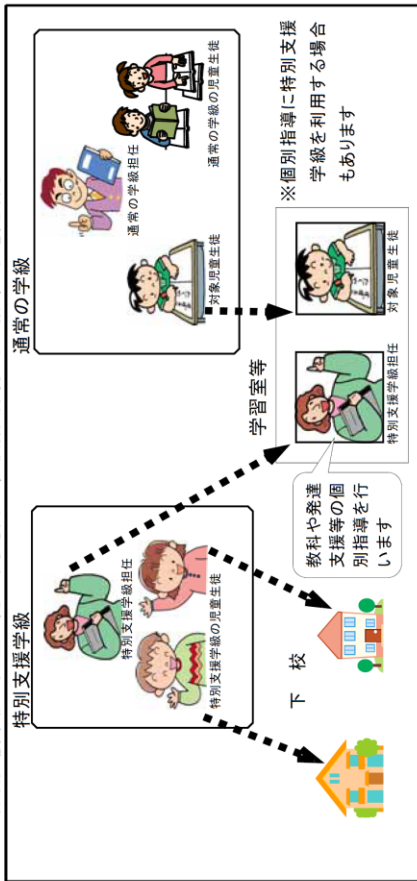 特別支援学級
特別支援学級担任
特別支援学級の児童生徒
下校
教科や発達
支援等の個
別指導を行
います
通常の学級
通常の学級担任
通常の学級の児童生徒
対象児童生徒
学習室等
特別支援学級担任
対象児童生徒
※個別指導に特別支援
学級を利用する場合
もあります